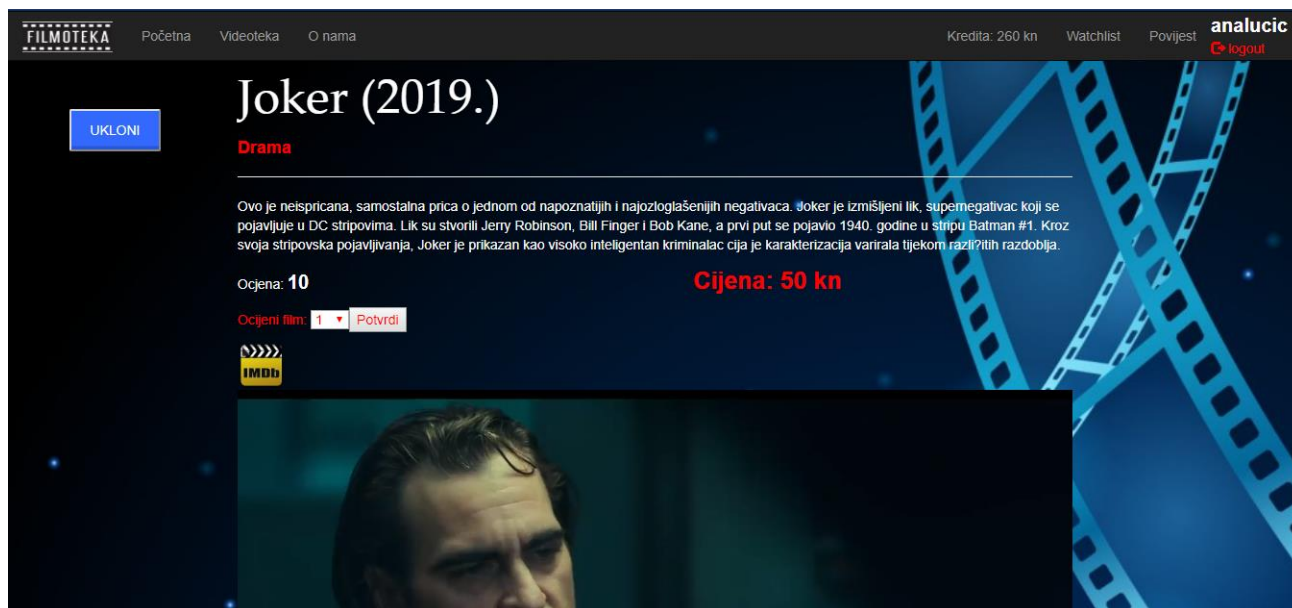 FILMOTEKA Početna Videoteka O nama Kredita: 260 kn Watchlist Povijest analucic
logout
Joker (2019.)
UKLONI
Drama
Ovo je neispricana, samostalna prica o jednom od napoznatijih i najozloglašenijih negativaca. Joker je izmišljeni lik, supernegativac koji se
pojavljuje u DC stripovima. Lik su stvorili Jerry Robinson, Bill Finger i Bob Kane, a prvi put se pojavio 1940. godine u stripu Batman #1. Kroz
svoja stripovska pojavljivanja, Joker je prikazan kao visoko inteligentan kriminalac cija je karakterizacija varirala tijekom razli?itih razdoblja.
Ocjena: 10 Cijena: 50 kn
Ocijeni film: 1 Potvrdi
IMDb